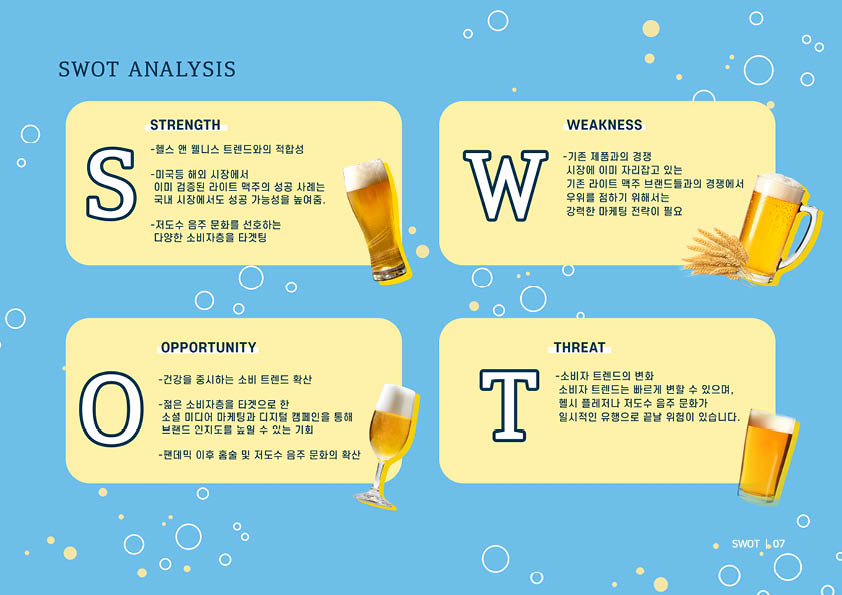 SWOT ANALYSIS
STRENGTH
S
-헬스 앤 웰니스 트렌드와의 적합성
-미국등 해외 시장에서
이미 검증된 라이트 맥주의 성공 사례는
국내 시장에서도 성공 가능성을 높여줌.
-저도수 음주 문화를 선호하는
다양한 소비자층을 타겟팅
WEAKNESS
W
-기존 제품과의 경쟁
시장에 이미 자리잡고 있는
기존 라이트 맥주 브랜드들과의 경쟁에서
우위를 점하기 위해서는
강력한 마케팅 전략이 필요
OPPORTUNITY
O
-건강을 중시하는 소비 트렌드 확산
-젊은 소비자층을 타겟으로 한
소셜 미디어 마케팅과 디지털 캠페인을 통해
브랜드 인지도를 높일 수 있는 기회
-팬데믹 이후 홈술 및 저도수 음주 문화의 확산
THREAT
T
-소비자 트렌드의 변화
소비자 트렌드는 빠르게 변할 수 있으며,
헬시 플레저나 저도수 음주 문화가
일시적인 유행으로 끝날 위험이 있습니다.
SWOT | 07